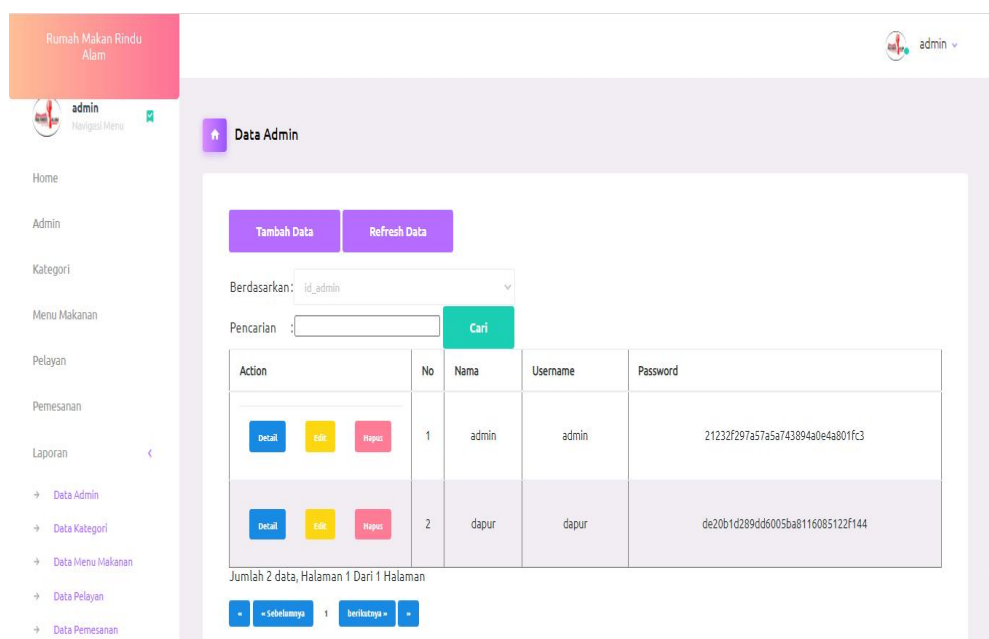 Rumah Makan Rindu
Alam
admin
admin
Navigasi Menu
Data Admin
Home
Admin
Kategori
Menu Makanan
Pelayan
Pemesanan
Laporan
Data Admin
Data Kategori
Data Menu Makanan
Data Pelayan
Data Pemesanan
Tambah Data Refresh Data
Berdasarkan: id_admin
Pencarian : Cari
Action No Nama Username Password
Detail Edit Hapus 1 admin admin 21232f297a57a5a743894a0e4a801fc3
Detail Edit Hapus 2 dapur dapur de20b1d289dd6005ba8116085122f144
Jumlah 2 data, Halaman 1 Dari 1 Halaman
« « Sebelumnya 1 berikutnya » »